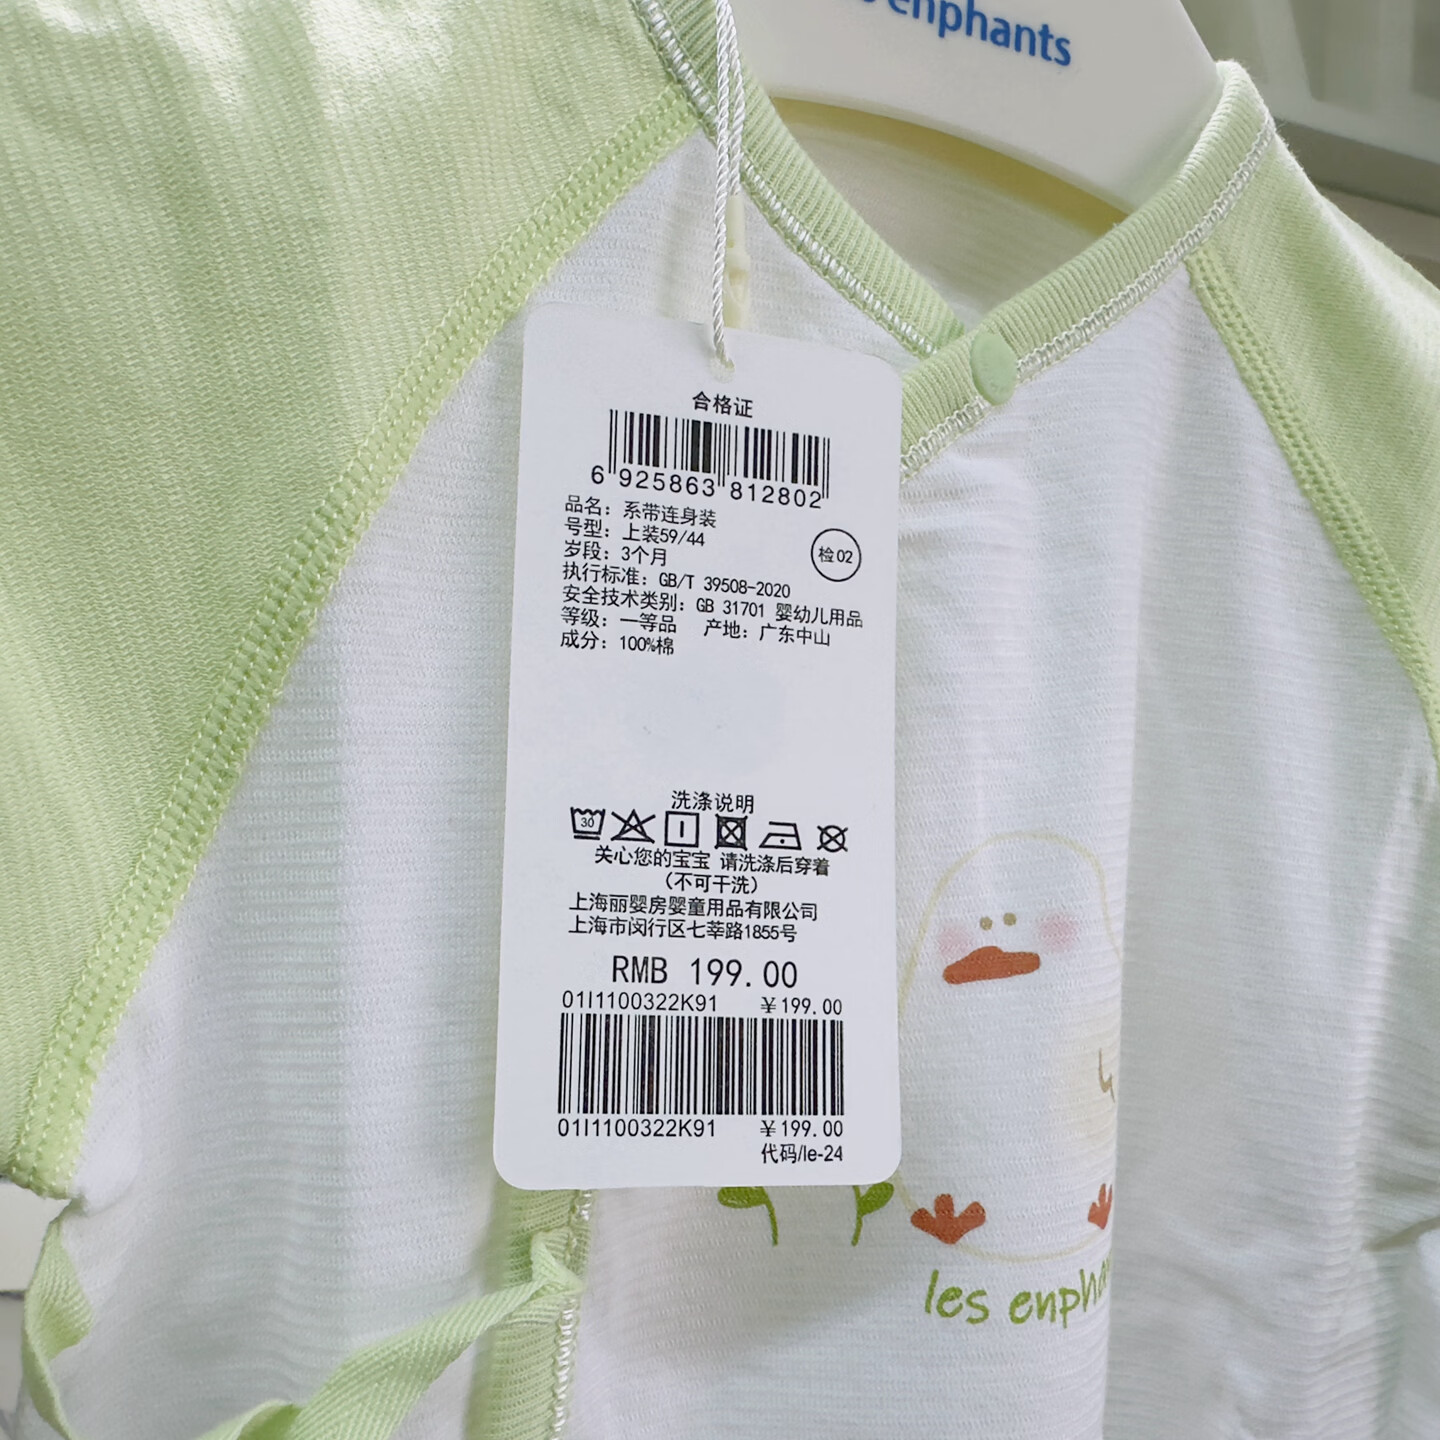 enphants
合格证
6 925863 812802
品名: 系带连身装
号型: 上装59/44
岁段: 3个月
检02
执行标准: GB/T 39508-2020
安全技术类别: GB 31701 婴幼儿用品
等级: 一等品 产地: 广东中山
成分: 100%棉
洗涤说明
30
关心您的宝宝 请洗涤后穿着
(不可干洗)
上海丽婴房婴童用品有限公司
上海市闵行区七莘路1855号
RMB 199.00
01I1100322K91 ￥199.00
01I1100322K91 ￥199.00
代码/le-24
les enpha